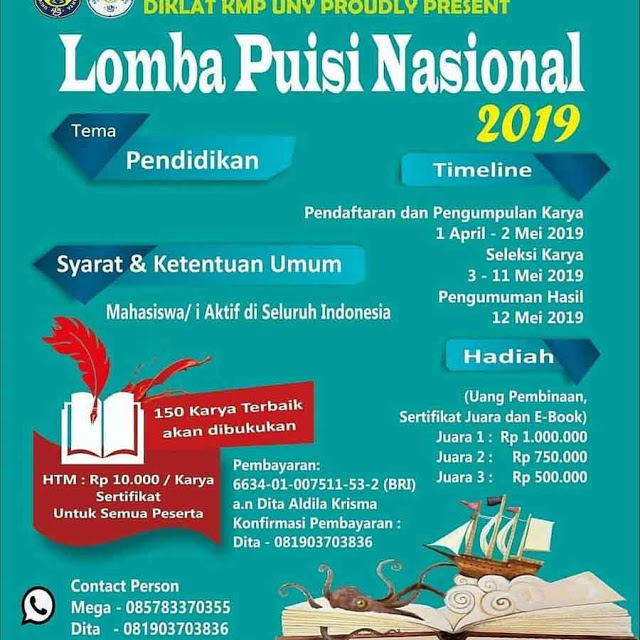 DIKLAT KMP UNY PROUDLY PRESENT
Lomba Puisi Nasional
2019
Tema
Pendidikan
Timeline
Pendaftaran dan Pengumpulan Karya
1 April - 2 Mei 2019
Seleksi Karya
3 - 11 Mei 2019
Pengumuman Hasil
12 Mei 2019
Syarat & Ketentuan Umum
Mahasiswa/ i Aktif di Seluruh Indonesia
Hadiah
(Uang Pembinaan,
Sertifikat Juara dan E-Book)
Juara 1 : Rp 1.000.000
Juara 2 : Rp 750.000
Juara 3 : Rp 500.000
150 Karya Terbaik
akan dibukukan
HTM : Rp 10.000 / Karya
Sertifikat
Untuk Semua Peserta
Pembayaran:
6634-01-007511-53-2 (BRI)
a.n Dita Aldila Krisma
Konfirmasi Pembayaran :
Dita - 081903703836
Contact Person
Mega - 085783370355
Dita - 081903703836